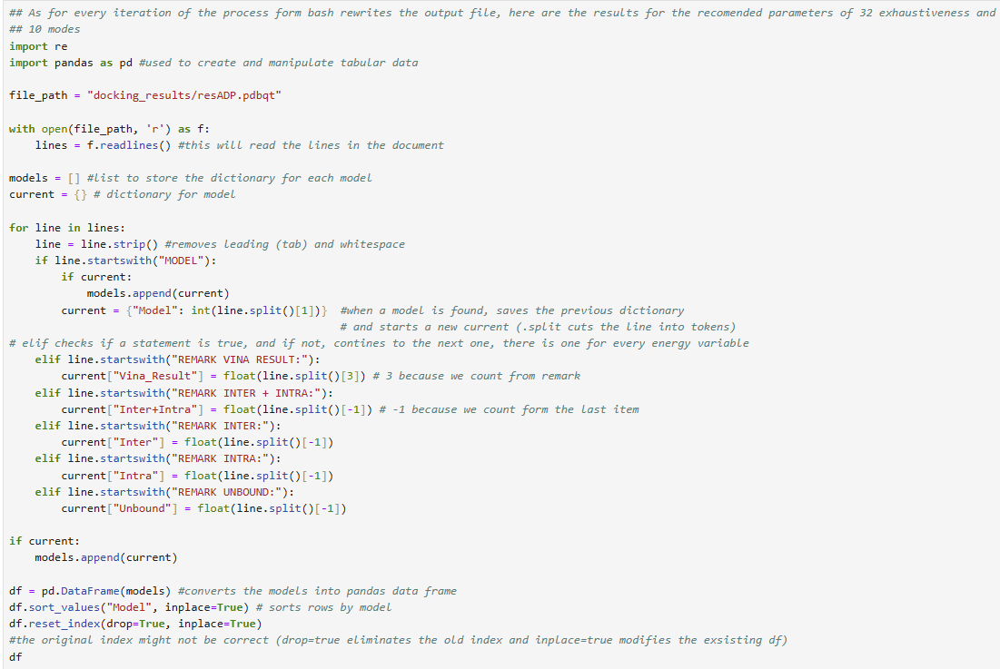 ## As for every iteration of the process form bash rewrites the output file, here are the results for the recomended parameters of 32 exhaustiveness and
## 10 modes
import re
import pandas as pd #used to create and manipulate tabular data

file_path = "docking_results/resADP.pdbqt"

with open(file_path, 'r') as f:
    lines = f.readlines() #this will read the lines in the document

models = [] #list to store the dictionary for each model
current = {} # dictionary for model

for line in lines:
    line = line.strip() #removes leading (tab) and whitespace
    if line.startswith("MODEL"):
        if current:
            models.append(current)
        current = {"Model": int(line.split()[1])}  #when a model is found, saves the previous dictionary
                                                   # and starts a new current (.split cuts the line into tokens)
# elif checks if a statement is true, and if not, contines to the next one, there is one for every energy variable
    elif line.startswith("REMARK VINA RESULT:"):
        current["Vina_Result"] = float(line.split()[3]) # 3 because we count from remark
    elif line.startswith("REMARK INTER + INTRA:"):
        current["Inter+Intra"] = float(line.split()[-1]) # -1 because we count form the last item
    elif line.startswith("REMARK INTER:"):
        current["Inter"] = float(line.split()[-1])
    elif line.startswith("REMARK INTRA:"):
        current["Intra"] = float(line.split()[-1])
    elif line.startswith("REMARK UNBOUND:"):
        current["Unbound"] = float(line.split()[-1])

if current:
    models.append(current)

df = pd.DataFrame(models) #converts the models into pandas data frame
df.sort_values("Model", inplace=True) # sorts rows by model
df.reset_index(drop=True, inplace=True)
#the original index might not be correct (drop=true eliminates the old index and inplace=true modifies the exsisting df)
df